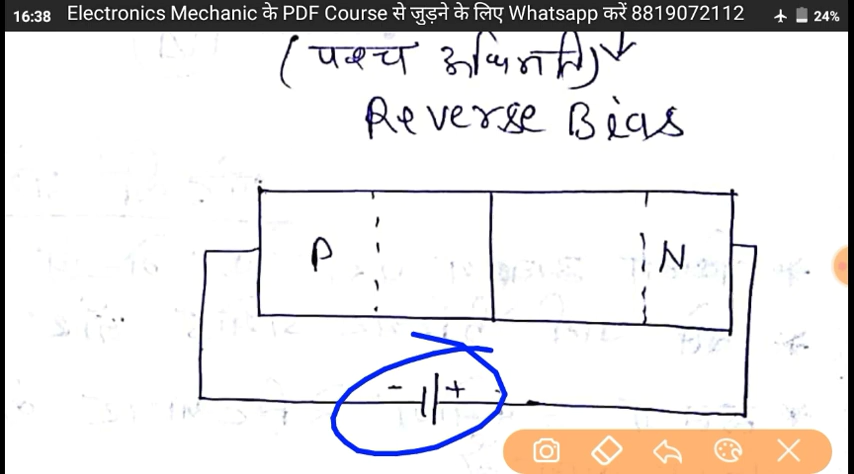 16:38 Electronics Mechanic के PDF Course से जुड़ने के लिए Whatsapp करें 8819072112 24%
(पश्च अभिनति)
Reverse Bias
P N
- +